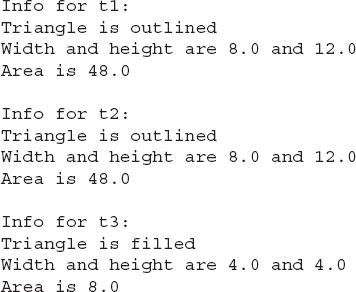 Info for t1:
Triangle is outlined
Width and height are 8.0 and 12.0
Area is 48.0
Info for t2:
Triangle is outlined
Width and height are 8.0 and 12.0
Area is 48.0
Info for t3:
Triangle is filled
Width and height are 4.0 and 4.0
Area is 8.0